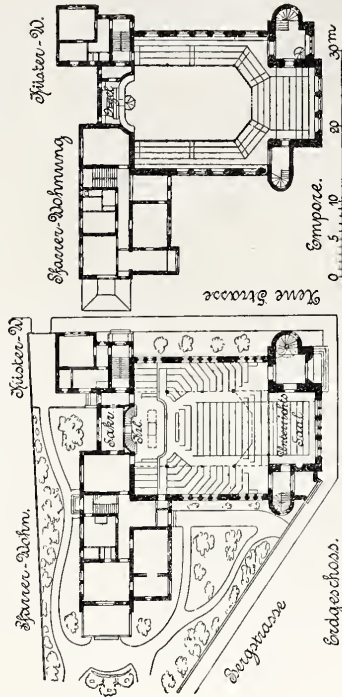 Küster-W.
Pfarrer-Wohnung
Orgel
Empore.
0 5 10 20 30m
Neue Strasse
Küster-W.
Pfarrer-Wohn.
Sakr.
Unterrichts
Saal
Bergstrasse
Erdgeschoss.